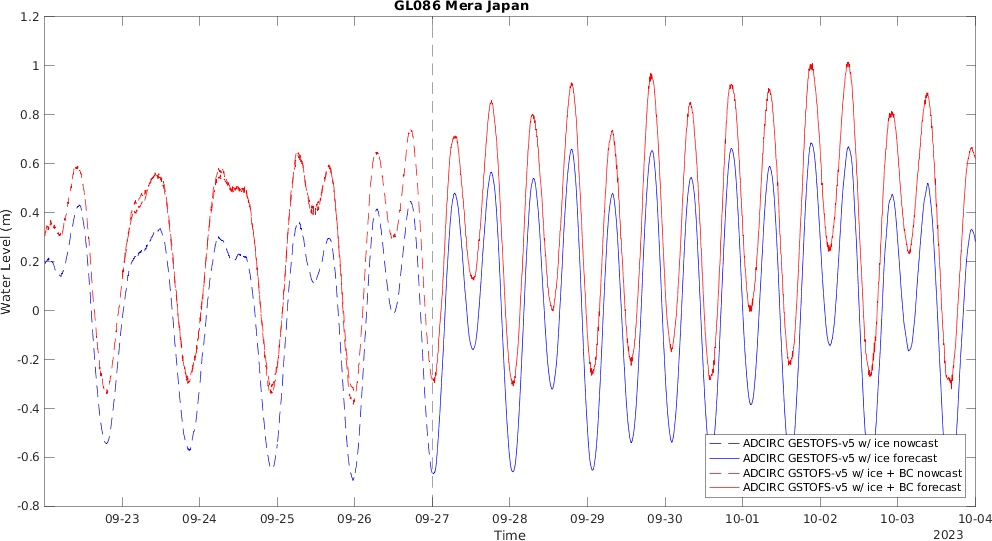 GL086 Mera Japan
1.2
1
0.8
0.6
0.4
0.2
0
-0.2
-0.4
-0.6
-0.8
Water Level (m)
ADCIRC GESTOFS-v5 w/ ice nowcast
ADCIRC GESTOFS-v5 w/ ice forecast
ADCIRC GSTOFS-v5 w/ ice + BC nowcast
ADCIRC GSTOFS-v5 w/ ice + BC forecast
09-23 09-24 09-25 09-26 09-27 09-28 09-29 09-30 10-01 10-02 10-03 10-04
Time
2023